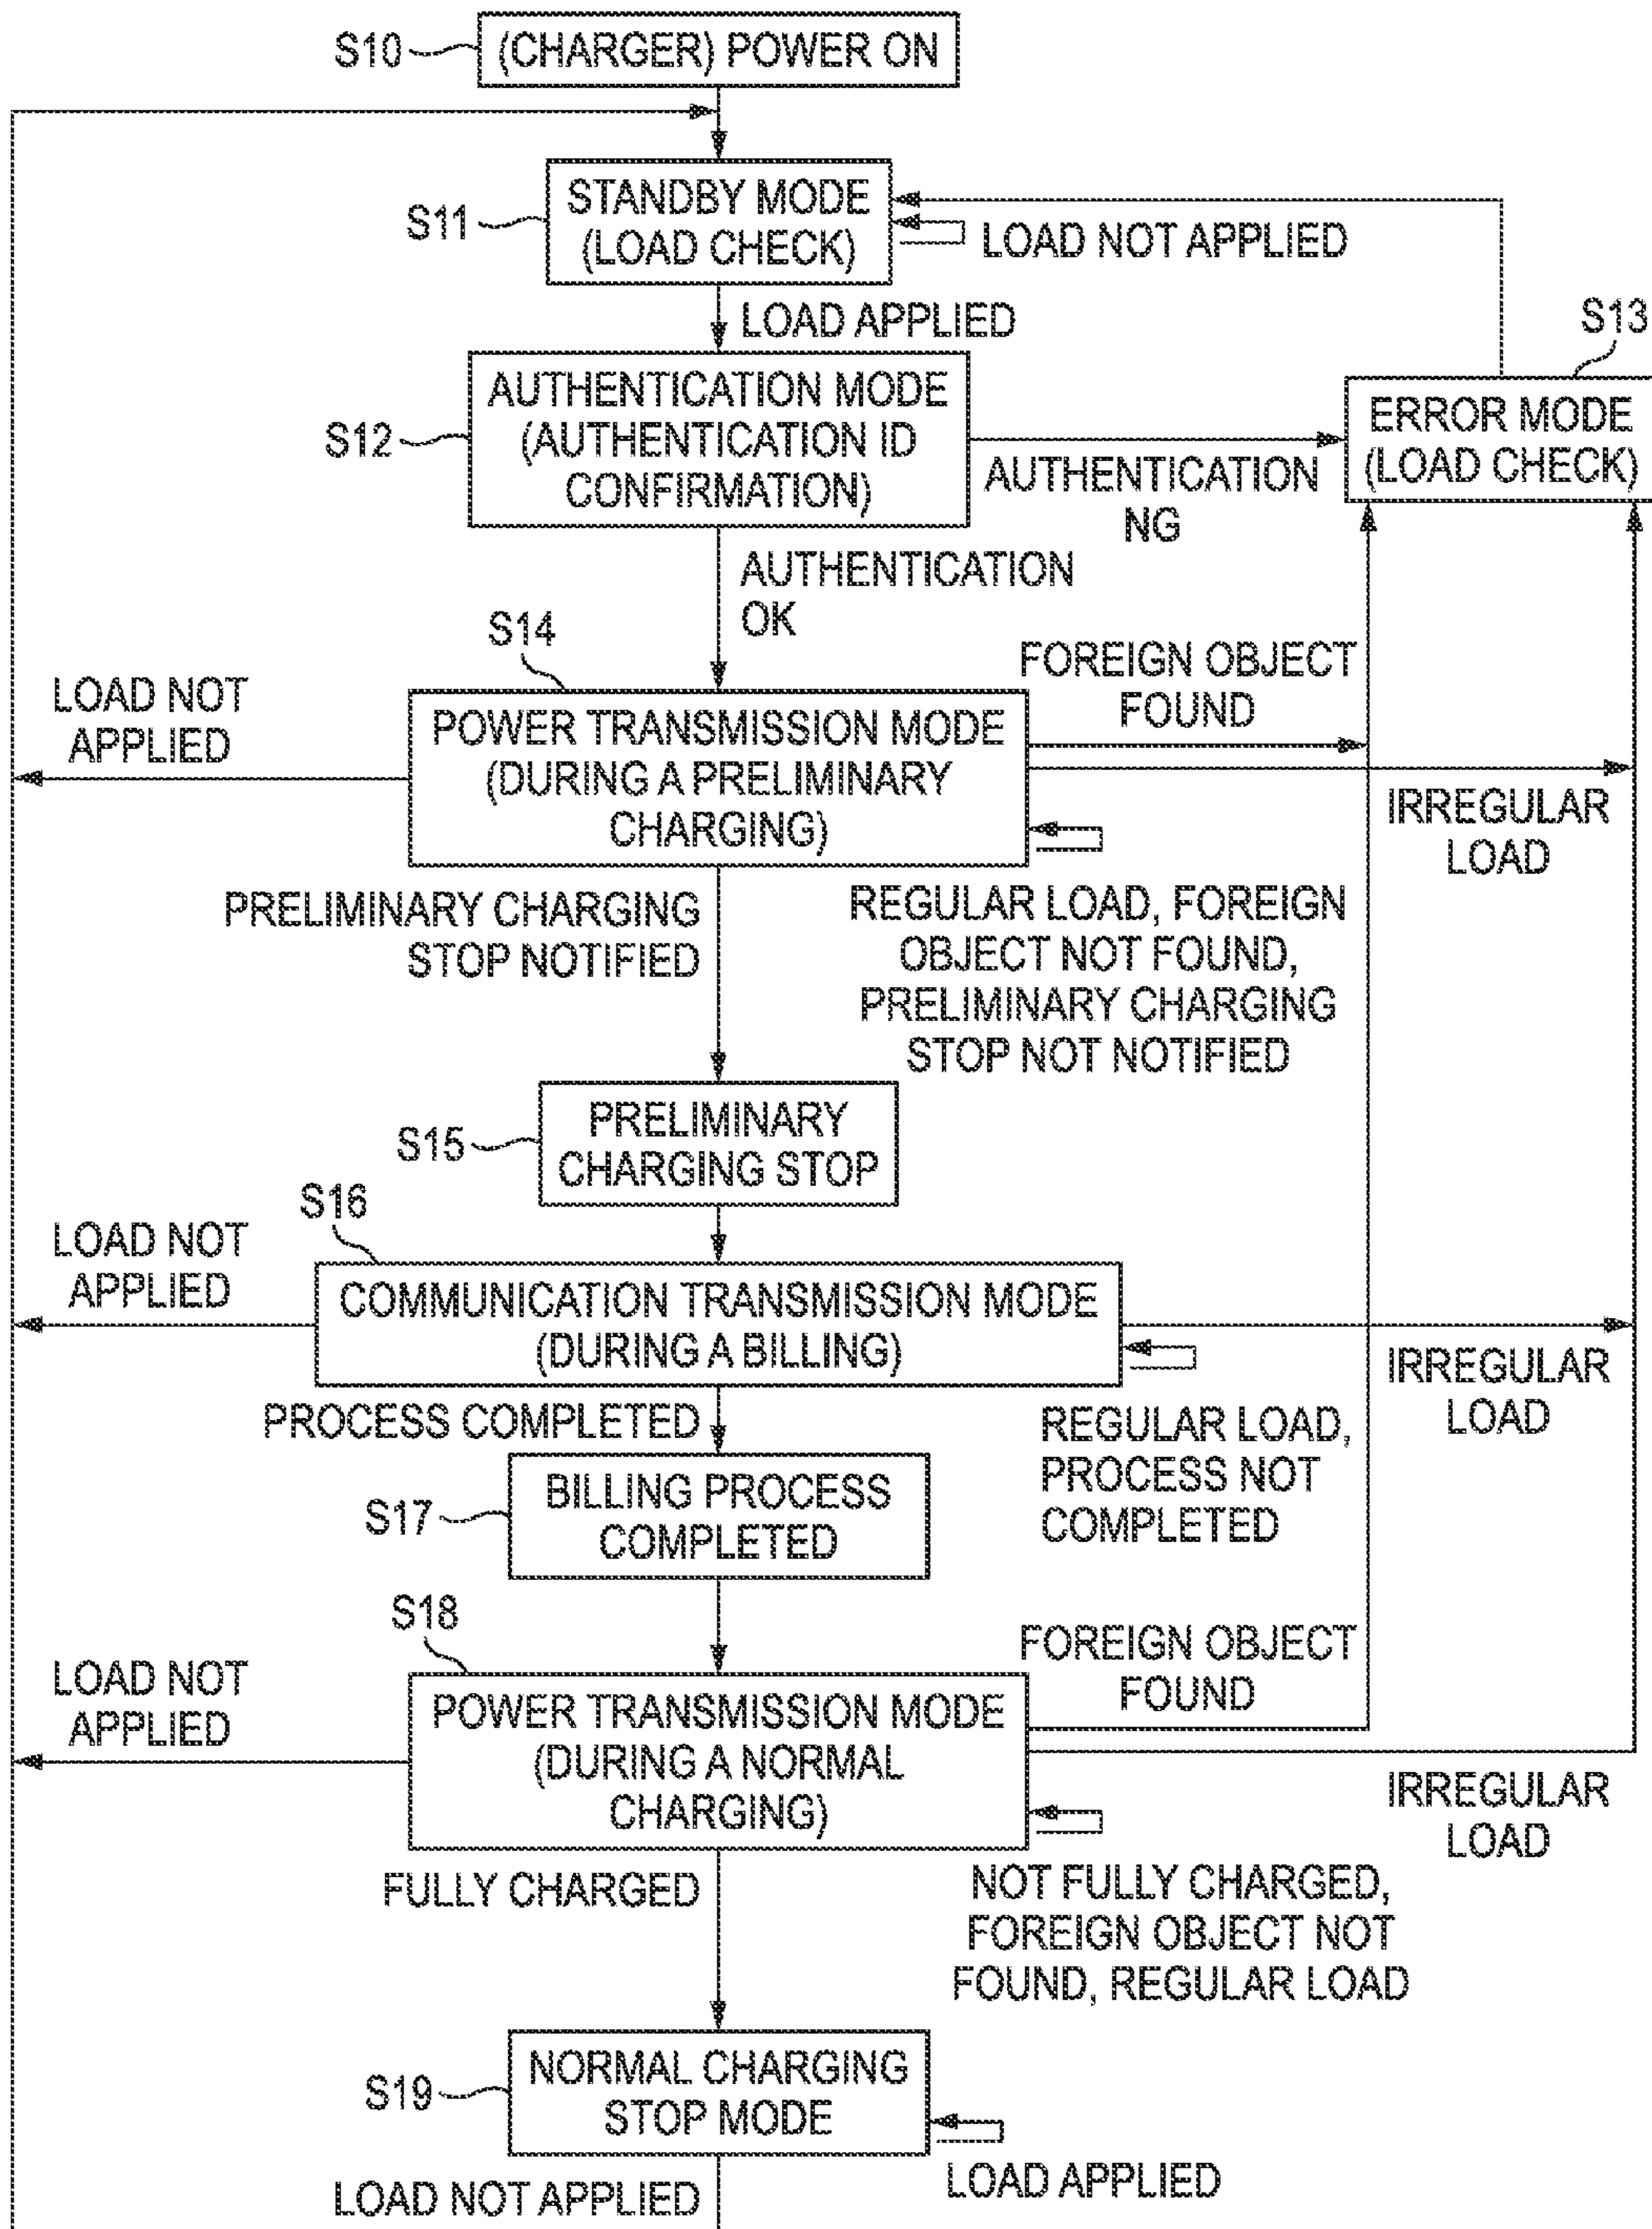 S10
(CHARGER) POWER ON
S11
STANDBY MODE
(LOAD CHECK)
LOAD NOT APPLIED
LOAD APPLIED
S13
ERROR MODE
(LOAD CHECK)
S12
AUTHENTICATION MODE
(AUTHENTICATION ID
CONFIRMATION)
AUTHENTICATION
NG
AUTHENTICATION
OK
S14
LOAD NOT
APPLIED
POWER TRANSMISSION MODE
(DURING A PRELIMINARY
CHARGING)
FOREIGN OBJECT
FOUND
IRREGULAR
LOAD
PRELIMINARY CHARGING
STOP NOTIFIED
REGULAR LOAD, FOREIGN
OBJECT NOT FOUND,
PRELIMINARY CHARGING
STOP NOT NOTIFIED
S15
PRELIMINARY
CHARGING STOP
S16
LOAD NOT
APPLIED
COMMUNICATION TRANSMISSION MODE
(DURING A BILLING)
IRREGULAR
LOAD
PROCESS COMPLETED
REGULAR LOAD,
PROCESS NOT
COMPLETED
S17
BILLING PROCESS
COMPLETED
S18
LOAD NOT
APPLIED
POWER TRANSMISSION MODE
(DURING A NORMAL
CHARGING)
FOREIGN OBJECT
FOUND
IRREGULAR
LOAD
FULLY CHARGED
NOT FULLY CHARGED,
FOREIGN OBJECT NOT
FOUND, REGULAR LOAD
S19
NORMAL CHARGING
STOP MODE
LOAD APPLIED
LOAD NOT APPLIED